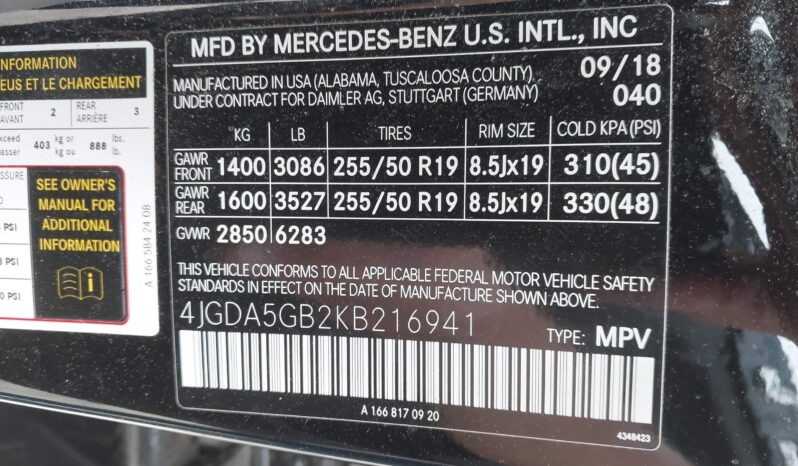 INFORMATION
EUS ET LE CHARGEMENT
FRONT
AVANT
2
REAR
ARRIÈRE
3
403 kg or
kg ou
888 lbs.
lb.
PSI
PSI
PSI
SEE OWNER'S
MANUAL FOR
ADDITIONAL
INFORMATION
A 166 584 24 08
MFD BY MERCEDES-BENZ U.S. INTL., INC
MANUFACTURED IN USA (ALABAMA, TUSCALOOSA COUNTY) 09/18
UNDER CONTRACT FOR DAIMLER AG, STUTTGART (GERMANY) 040
KG LB TIRES RIM SIZE COLD KPA(PSI)
GAWR
FRONT 1400 3086 255/50 R19 8.5Jx19 310(45)
GAWR
REAR 1600 3527 255/50 R19 8.5Jx19 330(48)
GVWR 2850 6283
THIS VEHICLE CONFORMS TO ALL APPLICABLE FEDERAL MOTOR VEHICLE SAFETY
STANDARDS IN EFFECT ON THE DATE OF MANUFACTURE SHOWN ABOVE.
4JGDA5GB2KB216941 TYPE: MPV
A 166 817 09 20
4348423